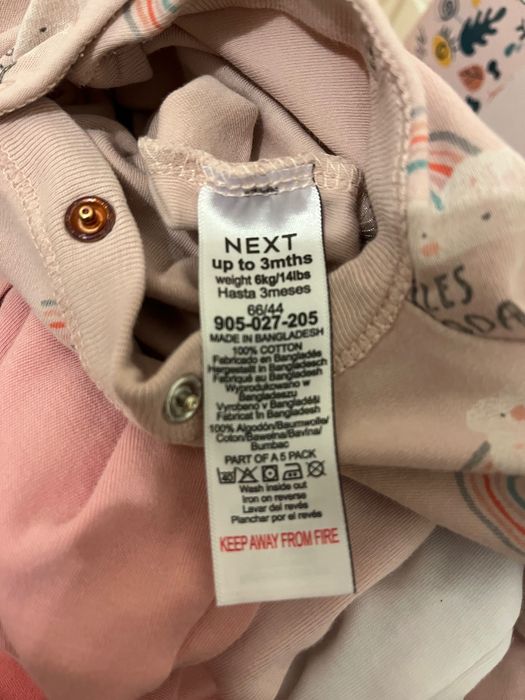 NEXT
up to 3mths
weight 6kg/14lbs
Hasta 3meses
66/44
905-027-205
MADE IN BANGLADESH
100% COTTON
Fabricado en Bangladés
Hergestellt in Bangladesch
Fabriqué au Bangladesh
Wyprodukowano w
Bangladeszu
Vyrobeno v Bangladéši
Fabricat în Bangladesh
100% Algodón/Baumwolle/
Coton/Bawełna/Bavlna/
Bumbac
PART OF A 5 PACK
40
Wash inside out
Iron on reverse
Lavar del revés
Planchar por el revés
KEEP AWAY FROM FIRE